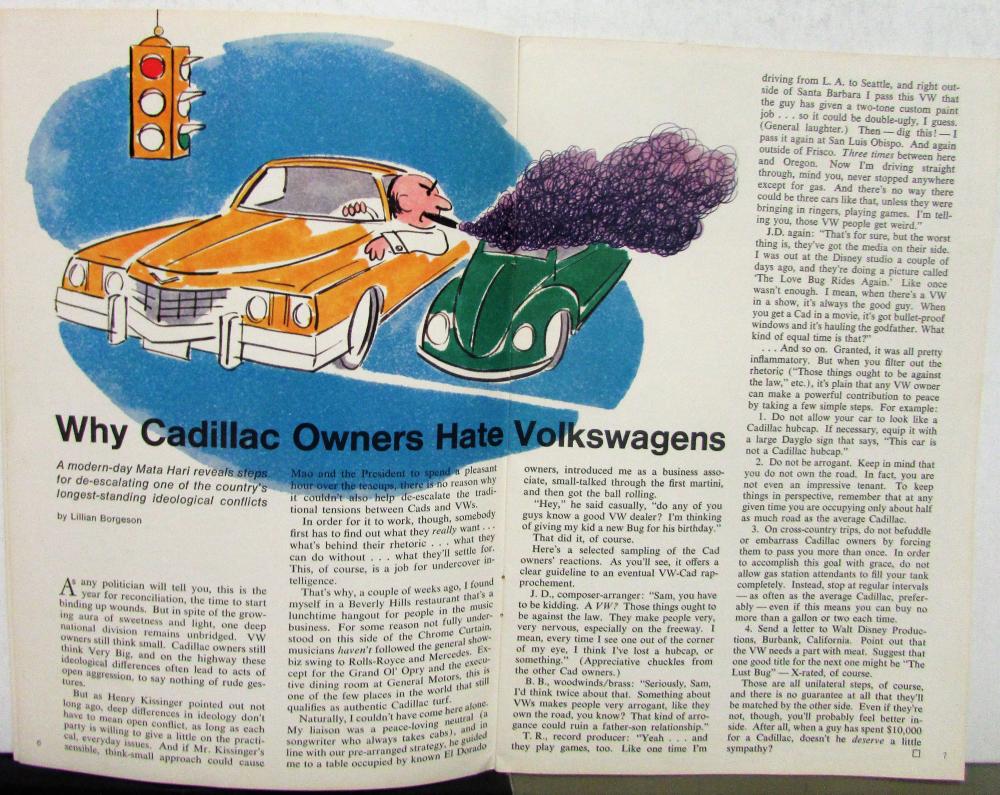 Why Cadillac Owners Hate Volkswagens
A modern-day Mata Hari reveals steps
for de-escalating one of the country's
longest-standing ideological conflicts
by Lillian Borgeson
As any politician will tell you, this is the
year for reconciliation, the time to start
binding up wounds. But in spite of the grow-
ing aura of sweetness and light, one deep
national division remains unbridged. VW
owners still think small. Cadillac owners still
think Very Big, and on the highway these
ideological differences often lead to acts of
open aggression, to say nothing of rude ges-
tures.
But as Henry Kissinger pointed out not
long ago, deep differences in ideology don't
have to mean open conflict, as long as each
party is willing to give a little on the practi-
cal, everyday issues. And if Mr. Kissinger's
sensible, think-small approach could cause
6
Mao and the President to spend a pleasant
hour over the teacups, there is no reason why
it couldn't also help de-escalate the tradi-
tional tensions between Cads and VWs.
In order for it to work, though, somebody
first has to find out what they really want . . .
what's behind their rhetoric . . . what they
can do without . . . what they'll settle for.
This, of course, is a job for undercover in-
telligence.
That's why, a couple of weeks ago, I found
myself in a Beverly Hills restaurant that's a
lunchtime hangout for people in the music
business. For some reason not fully under-
stood on this side of the Chrome Curtain,
musicians haven't followed the general show-
biz swing to Rolls-Royce and Mercedes. Ex-
cept for the Grand Ol' Opry and the execu-
tive dining room at General Motors, this is
one of the few places in the world that still
qualifies as authentic Cadillac turf.
Naturally, I couldn't have come here alone.
My liaison was a peace-loving neutral (a
songwriter who always takes cabs), and in
line with our pre-arranged strategy, he guided
me to a table occupied by known El Dorado
owners, introduced me as a business asso-
ciate, small-talked through the first martini,
and then got the ball rolling.
"Hey," he said casually, "do any of you
guys know a good VW dealer? I'm thinking
of giving my kid a new Bug for his birthday."
That did it, of course.
Here's a selected sampling of the Cad
owners' reactions. As you'll see, it offers a
clear guideline to an eventual VW-Cad rap-
prochement.
J. D., composer-arranger: "Sam, you have
to be kidding. A VW? Those things ought to
be against the law. They make people very,
very nervous, especially on the freeway. I
mean, every time I see one out of the corner
of my eye, I think I've lost a hubcap, or
something." (Appreciative chuckles from
the other Cad owners.)
B. B., woodwinds/brass: "Seriously, Sam,
I'd think twice about that. Something about
VWs makes people very arrogant, like they
own the road, you know? That kind of arro-
gance could ruin a father-son relationship."
T. R., record producer: "Yeah . . . and
they play games, too. Like one time I'm
driving from L. A. to Seattle, and right out-
side of Santa Barbara I pass this VW that
the guy has given a two-tone custom paint
job . . . so it could be double-ugly, I guess.
(General laughter.) Then — dig this! — I
pass it again at San Luis Obispo. And again
outside of Frisco. Three times between here
and Oregon. Now I'm driving straight
through, mind you, never stopped anywhere
except for gas. And there's no way there
could be three cars like that, unless they were
bringing in ringers, playing games. I'm tell-
ing you, those VW people get weird."
J.D. again: "That's for sure, but the worst
thing is, they've got the media on their side.
I was out at the Disney studio a couple of
days ago, and they're doing a picture called
'The Love Bug Rides Again.' Like once
wasn't enough. I mean, when there's a VW
in a show, it's always the good guy. When
you get a Cad in a movie, it's got bullet-proof
windows and it's hauling the godfather. What
kind of equal time is that?"
. . . And so on. Granted, it was all pretty
inflammatory. But when you filter out the
rhetoric ("Those things ought to be against
the law," etc.), it's plain that any VW owner
can make a powerful contribution to peace
by taking a few simple steps. For example:
1. Do not allow your car to look like a
Cadillac hubcap. If necessary, equip it with
a large Dayglo sign that says, "This car is
not a Cadillac hubcap."
2. Do not be arrogant. Keep in mind that
you do not own the road. In fact, you are
not even an impressive tenant. To keep
things in perspective, remember that at any
given time you are occupying only about half
as much road as the average Cadillac.
3. On cross-country trips, do not befuddle
or embarrass Cadillac owners by forcing
them to pass you more than once. In order
to accomplish this goal with grace, do not
allow gas station attendants to fill your tank
completely. Instead, stop at regular intervals
— as often as the average Cadillac, prefer-
ably — even if this means you can buy no
more than a gallon or two each time.
4. Send a letter to Walt Disney Produc-
tions, Burbank, California. Point out that
the VW needs a part with meat. Suggest that
one good title for the next one might be "The
Lust Bug" — X-rated, of course.
Those are all unilateral steps, of course,
and there is no guarantee at all that they'll
be matched by the other side. Even if they're
not, though, you'll probably feel better in-
side. After all, when a guy has spent $10,000
for a Cadillac, doesn't he deserve a little
sympathy?
7